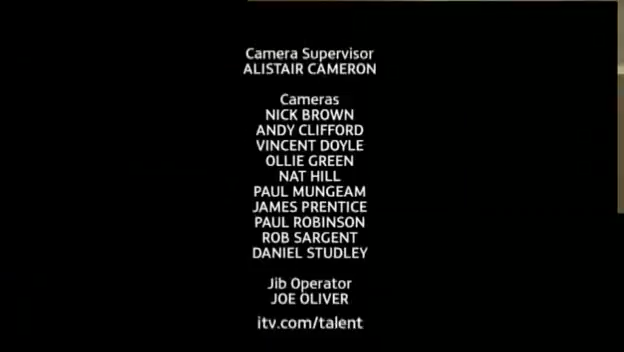 Camera Supervisor
ALISTAIR CAMERON
Cameras
NICK BROWN
ANDY CLIFFORD
VINCENT DOYLE
OLLIE GREEN
NAT HILL
PAUL MUNGEAM
JAMES PRENTICE
PAUL ROBINSON
ROB SARGENT
DANIEL STUDLEY
Jib Operator
JOE OLIVER
itv.com/talent